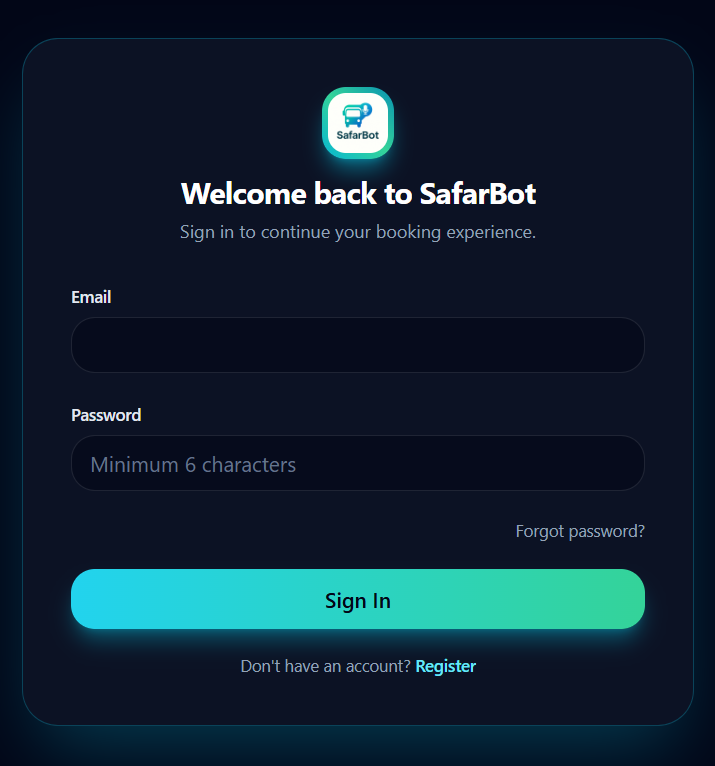 SafarBot
Welcome back to SafarBot
Sign in to continue your booking experience.
Email
Password
Minimum 6 characters
Forgot password?
Sign In
Don't have an account? Register